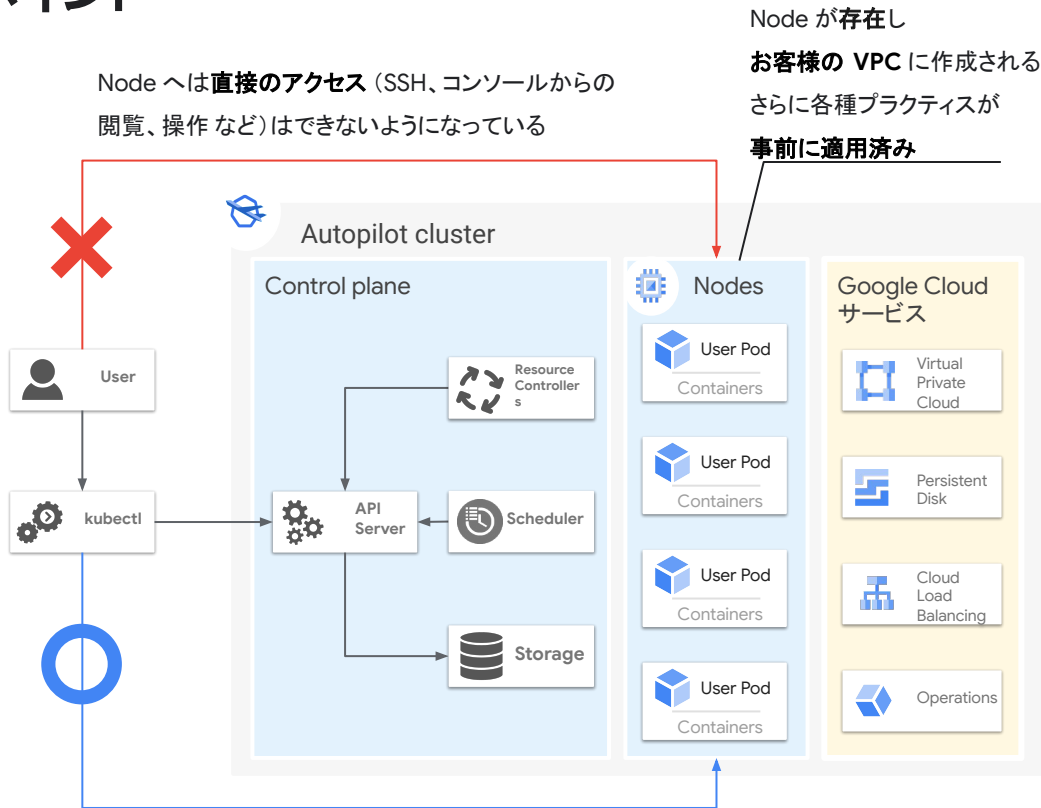 Node が存在し
お客様の VPC に作成される
さらに各種プラクティスが
事前に適用済み
Node へは直接のアクセス（SSH、コンソールからの
閲覧、操作 など）はできないようになっている
Autopilot cluster
Control plane
Nodes
Google Cloud
サービス
User
kubectl
Resource
Controller
s
API
Server
Scheduler
Storage
User Pod
Containers
User Pod
Containers
User Pod
Containers
User Pod
Containers
Virtual
Private
Cloud
Persistent
Disk
Cloud
Load
Balancing
Operations